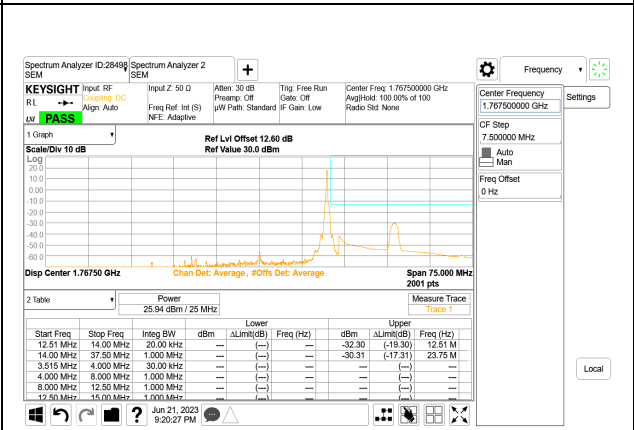 Spectrum Analyzer ID:28498 Spectrum Analyzer 2
SEM SEM
+
Frequency
KEYSIGHT Input: RF Input Z: 50 Ω Atten: 30 dB Trig: Free Run Center Freq: 1.767500000 GHz
RL Coupling: DC Preamp: Off Gate: Off Avg|Hold: 100.00% of 100
Align: Auto Freq Ref: Int (S) µW Path: Standard IF Gain: Low Radio Std: None
LXI PASS NFE: Adaptive
Center Frequency
1.767500000 GHz
Settings
CF Step
7.500000 MHz
Auto
Man
Freq Offset
0 Hz
Local
1 Graph
Ref Lvl Offset 12.60 dB
Scale/Div 10 dB Ref Value 30.0 dBm
Log
20.0
10.0
0.00
-10.0
-20.0
-30.0
-40.0
-50.0
-60.0
Disp Center 1.76750 GHz Chan Det: Average , #Offs Det: Average Span 75.000 MHz
2001 pts
2 Table Power Measure Trace
25.94 dBm / 25 MHz Trace 1
Lower Upper
Start Freq Stop Freq Integ BW dBm ΔLimit(dB) Freq (Hz) dBm ΔLimit(dB) Freq (Hz)
12.51 MHz 14.00 MHz 20.00 kHz --- (---) --- -32.30 (-19.30) 12.51 M
14.00 MHz 37.50 MHz 1.000 MHz --- (---) --- -30.31 (-17.31) 23.75 M
3.515 MHz 4.000 MHz 30.00 kHz --- (---) --- --- (---) ---
4.000 MHz 8.000 MHz 1.000 MHz --- (---) --- --- (---) ---
8.000 MHz 12.50 MHz 1.000 MHz --- (---) --- --- (---) ---
12.50 MHz 15.00 MHz 1.000 MHz --- (---) --- --- (---) ---
? Jun 21, 2023
9:20:27 PM